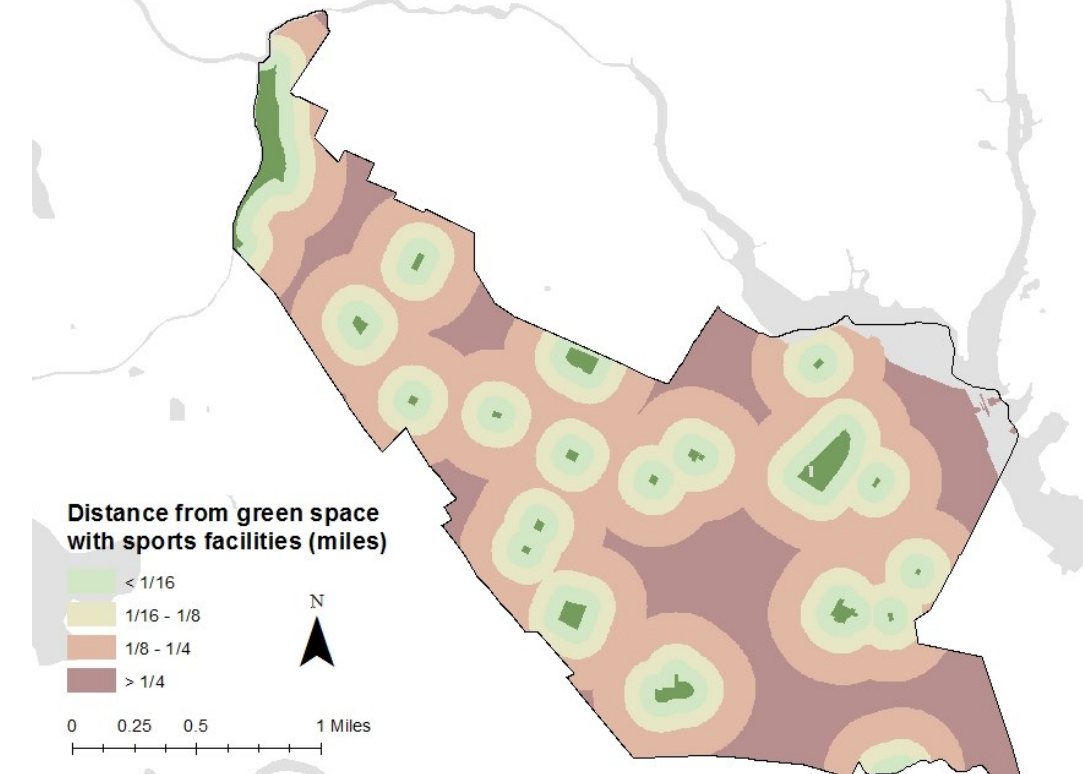 Distance from green space
with sports facilities (miles)
< 1/16
1/16 - 1/8
1/8 - 1/4
> 1/4
N
0 0.25 0.5 1 Miles